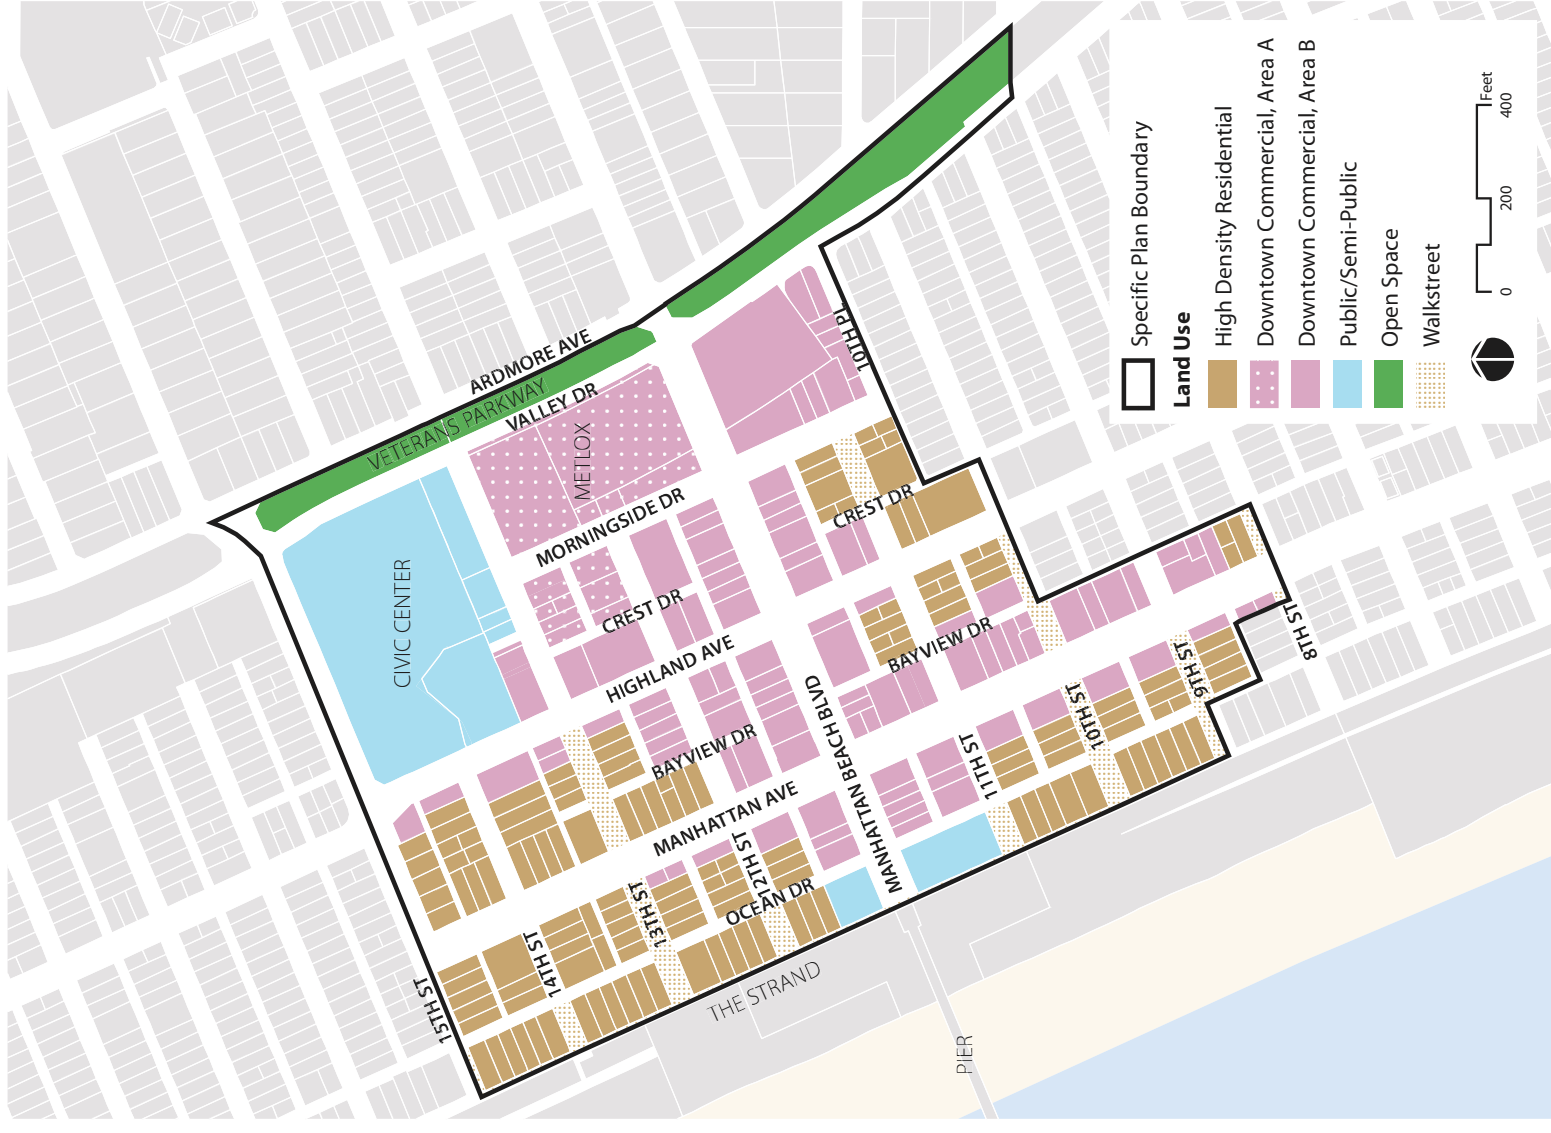 ARDMORE AVE
VETERANS PARKWAY
VALLEY DR
METLOX
MORNINGSIDE DR
CIVIC CENTER
CREST DR
CREST DR
10TH PL
HIGHLAND AVE
BAYVIEW DR
BAYVIEW DR
MANHATTAN AVE
MANHATTAN BEACH BLVD
8TH ST
9TH ST
10TH ST
11TH ST
12TH ST
13TH ST
14TH ST
15TH ST
OCEAN DR
THE STRAND
PIER
Specific Plan Boundary
Land Use
High Density Residential
Downtown Commercial, Area A
Downtown Commercial, Area B
Public/Semi-Public
Open Space
Walkstreet
0 200 400
Feet